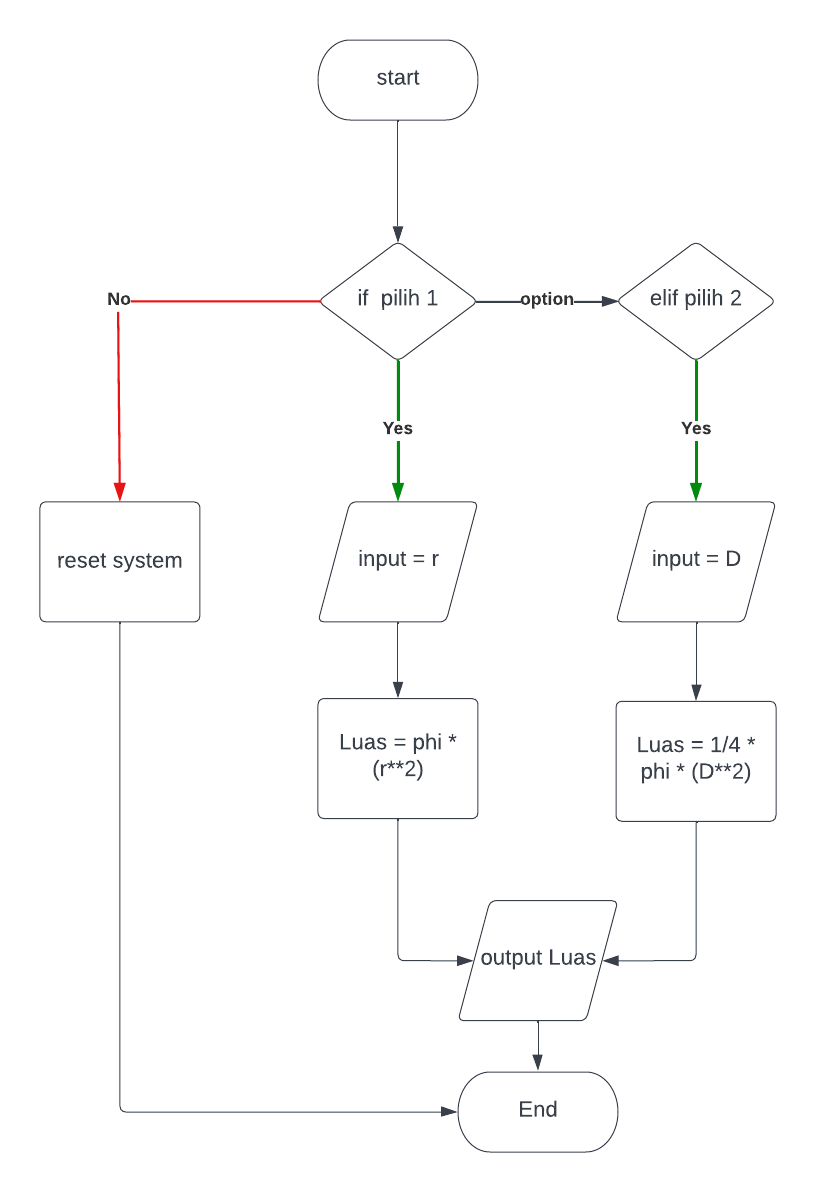 start
if  pilih 1
elif pilih 2
No
option
Yes
Yes
reset system
input = r
input = D
Luas = phi *
(r**2)
Luas = 1/4 *
phi * (D**2)
output Luas
End